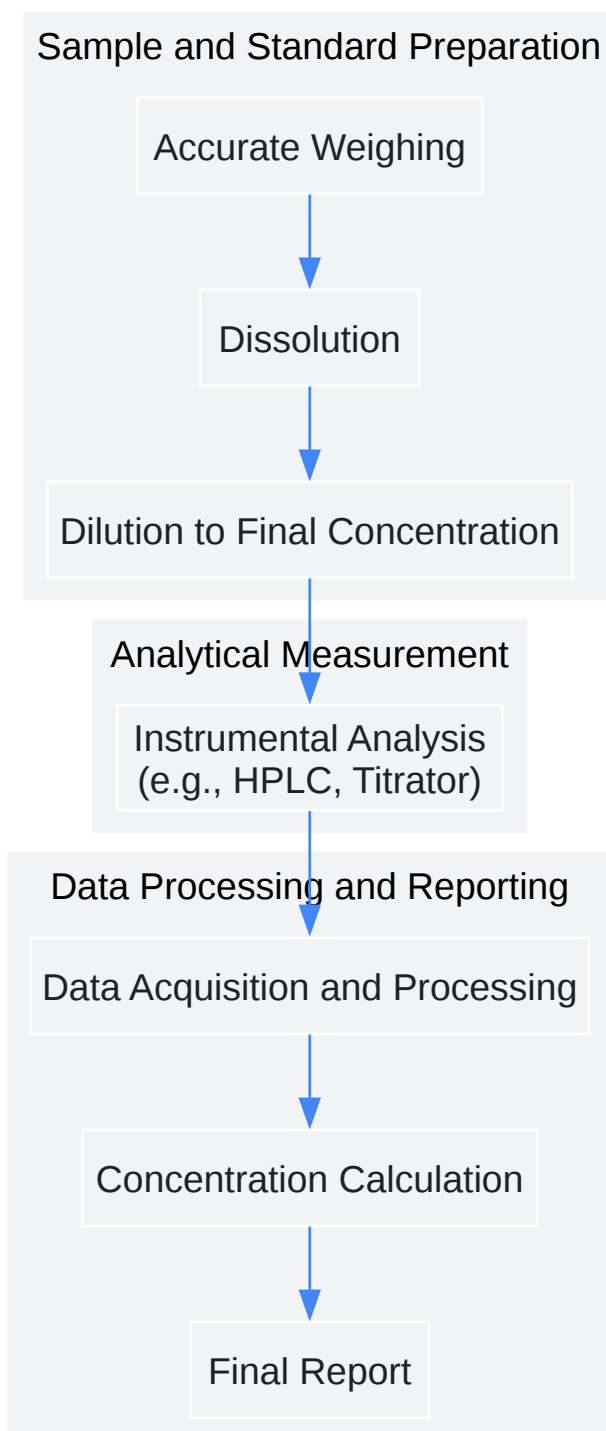 Sample and Standard Preparation
Accurate Weighing
Dissolution
Dilution to Final Concentration
Analytical Measurement
Instrumental Analysis
(e.g., HPLC, Titrator)
Data Processing and Reporting
Data Acquisition and Processing
Concentration Calculation
Final Report